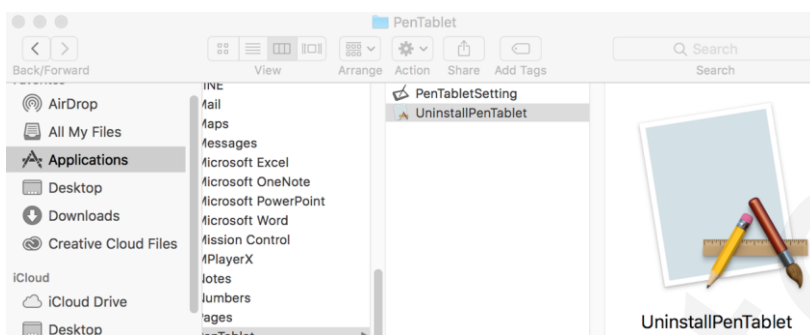 PenTablet
Search
Back/Forward
View
Arrange
Action
Share
Add Tags
Search
AirDrop
All My Files
Applications
Desktop
Downloads
Creative Cloud Files
iCloud
iCloud Drive
Desktop
Maps
Messages
Microsoft Excel
Microsoft OneNote
Microsoft PowerPoint
Microsoft Word
Mission Control
MPlayerX
Notes
Numbers
Pages
PenTablet
PenTabletSetting
UninstallPenTablet
UninstallPenTablet